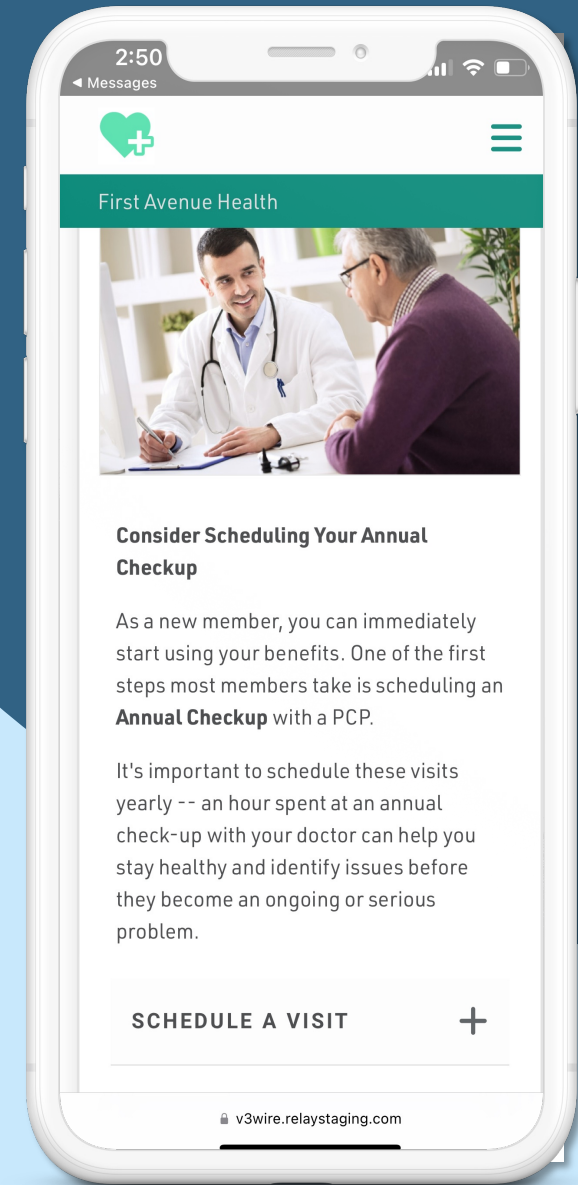 2:50
◀ Messages
First Avenue Health
Consider Scheduling Your Annual
Checkup
As a new member, you can immediately
start using your benefits. One of the first
steps most members take is scheduling an
Annual Checkup with a PCP.
It's important to schedule these visits
yearly -- an hour spent at an annual
check-up with your doctor can help you
stay healthy and identify issues before
they become an ongoing or serious
problem.
SCHEDULE A VISIT +
v3wire.relaystaging.com